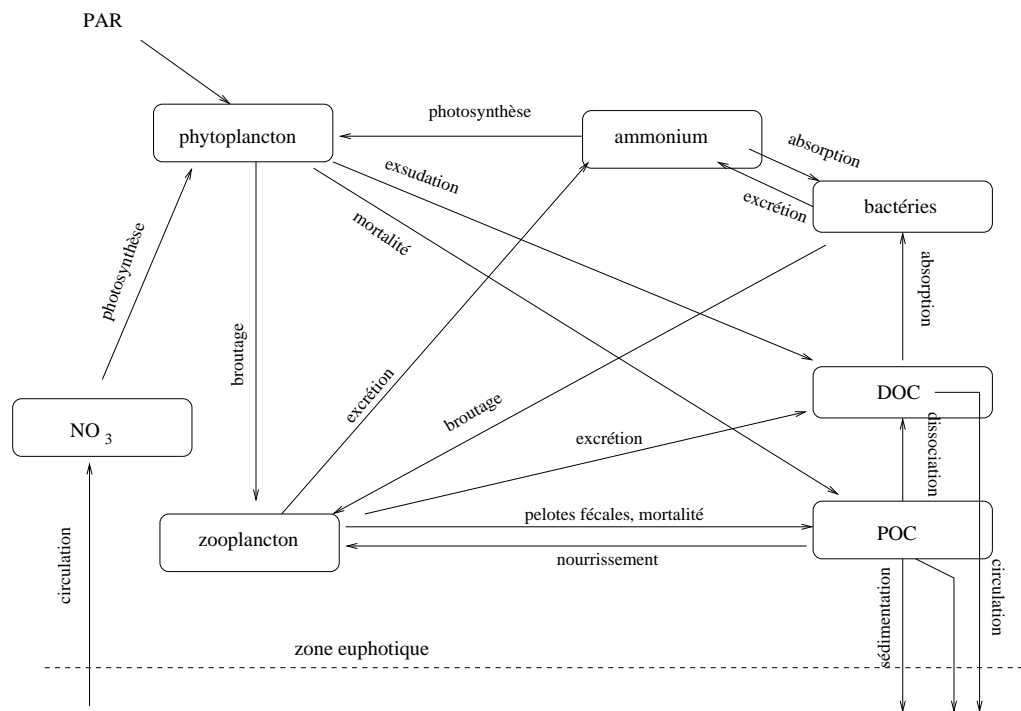 PAR
photosynthèse
phytoplancton
ammonium
absorption
exsudation
excrétion
bactéries
mortalité
photosynthèse
absorption
broutage
excrétion
broutage
DOC
NO 3
excrétion
dissociation
pelotes fécales, mortalité
zooplancton
POC
nourrissement
circulation
sédimentation
circulation
zone euphotique